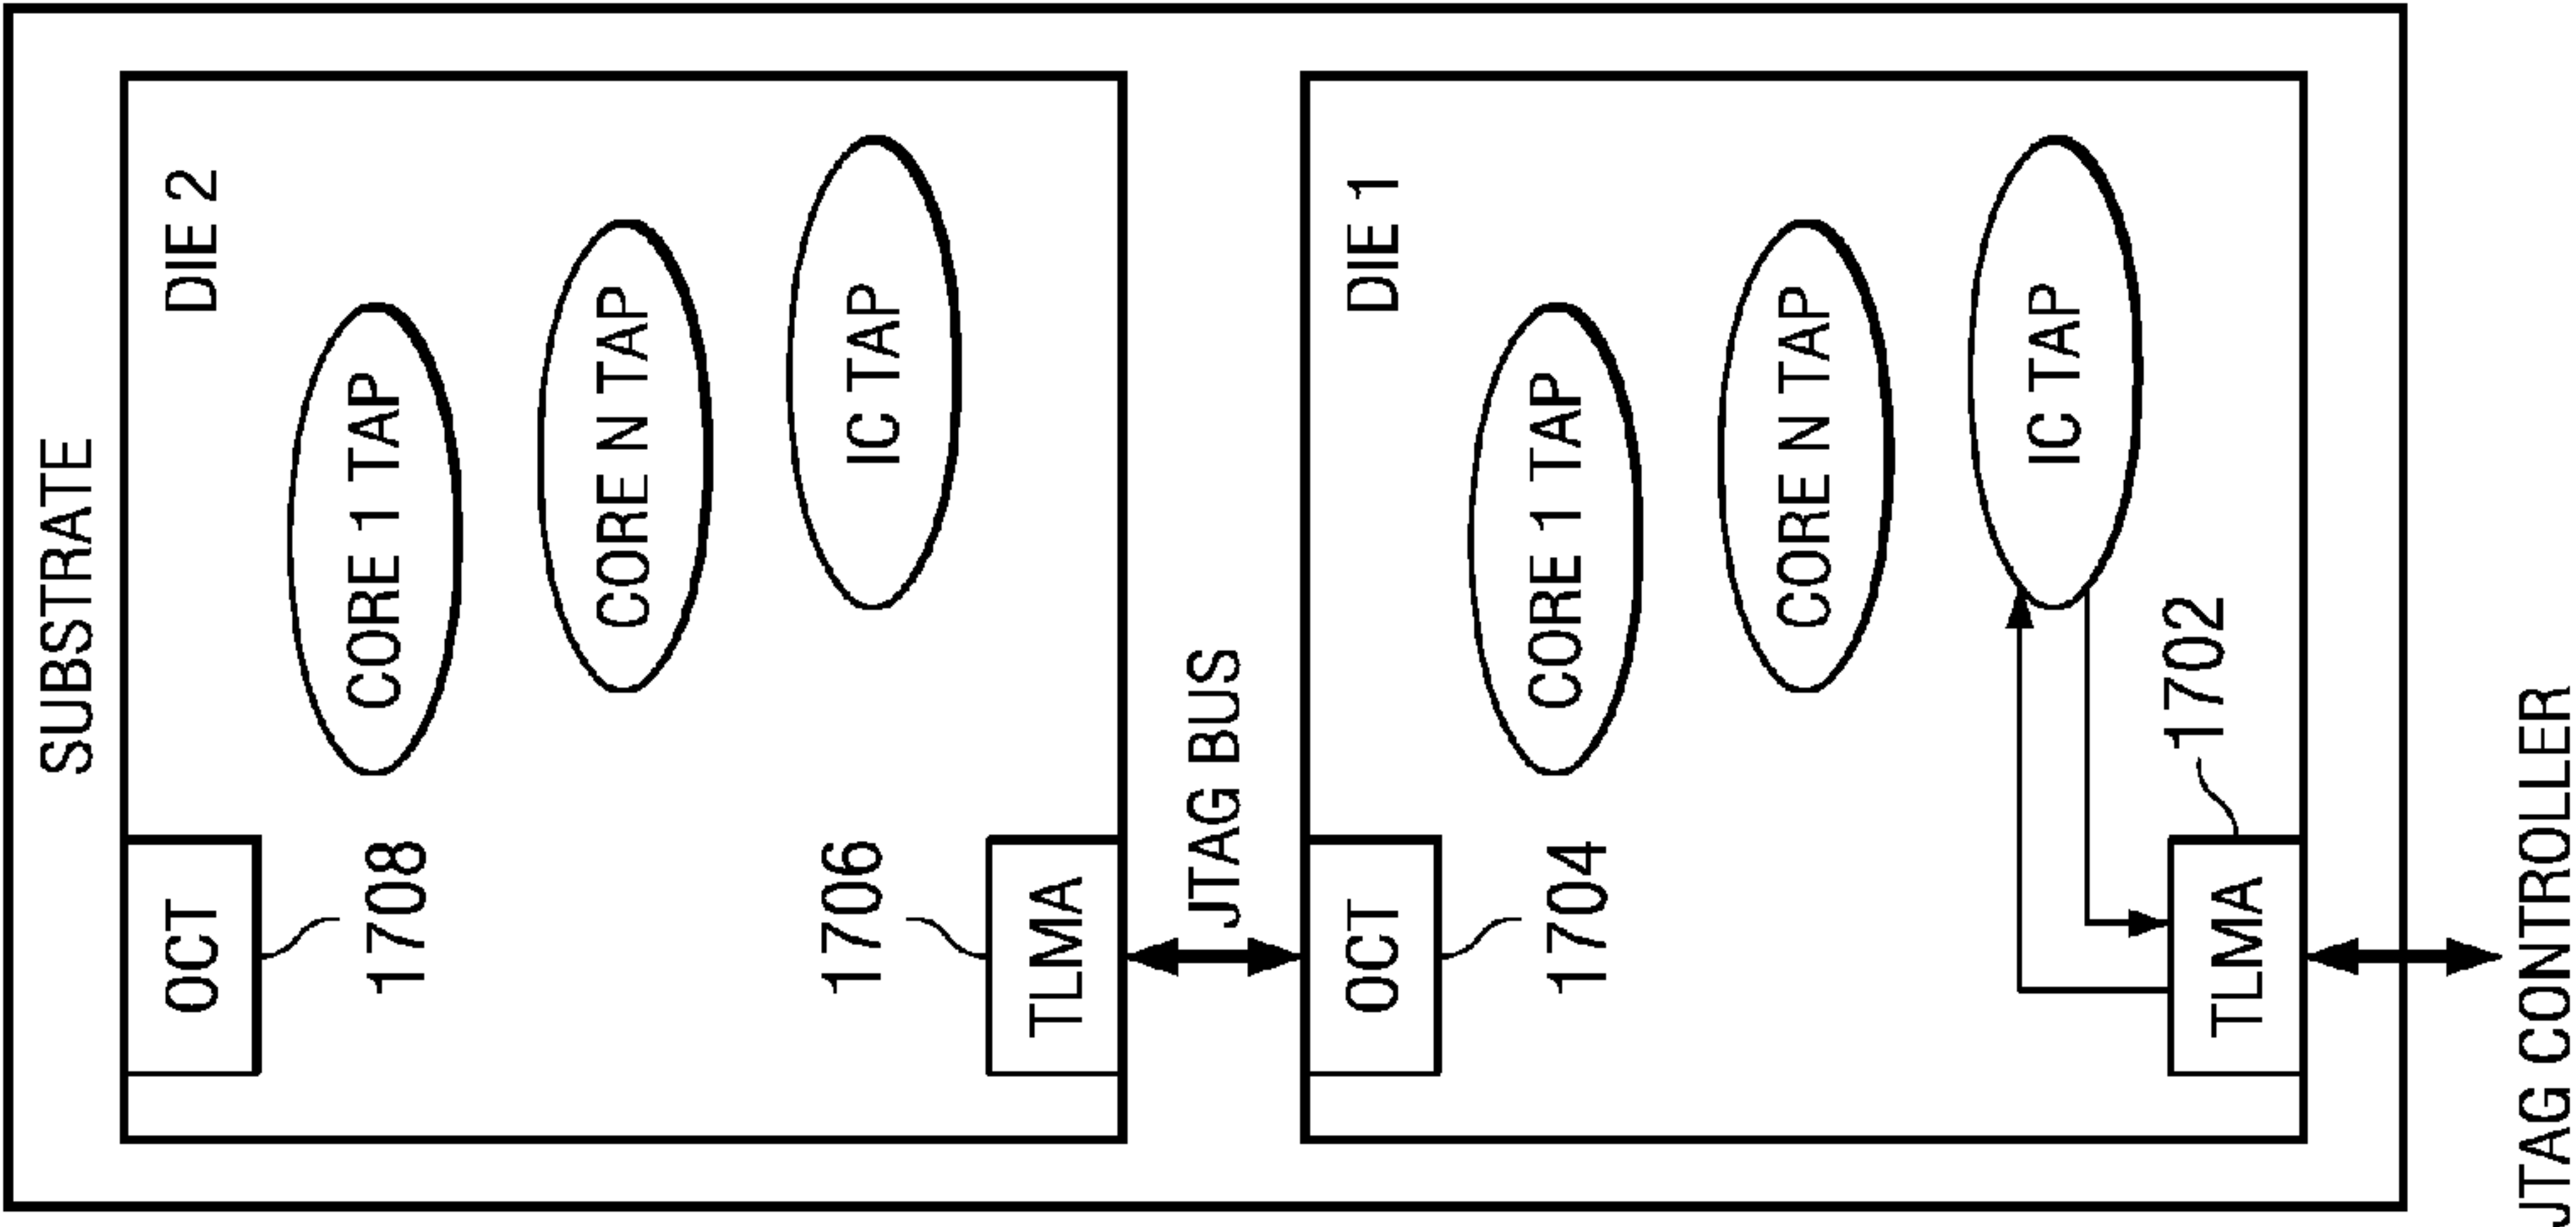 SUBSTRATE
DIE 2
CORE 1 TAP
CORE N TAP
IC TAP
OCT
1708
1706
TLMA
JTAG BUS
DIE 1
CORE 1 TAP
CORE N TAP
IC TAP
OCT
1704
1702
TLMA
JTAG CONTROLLER